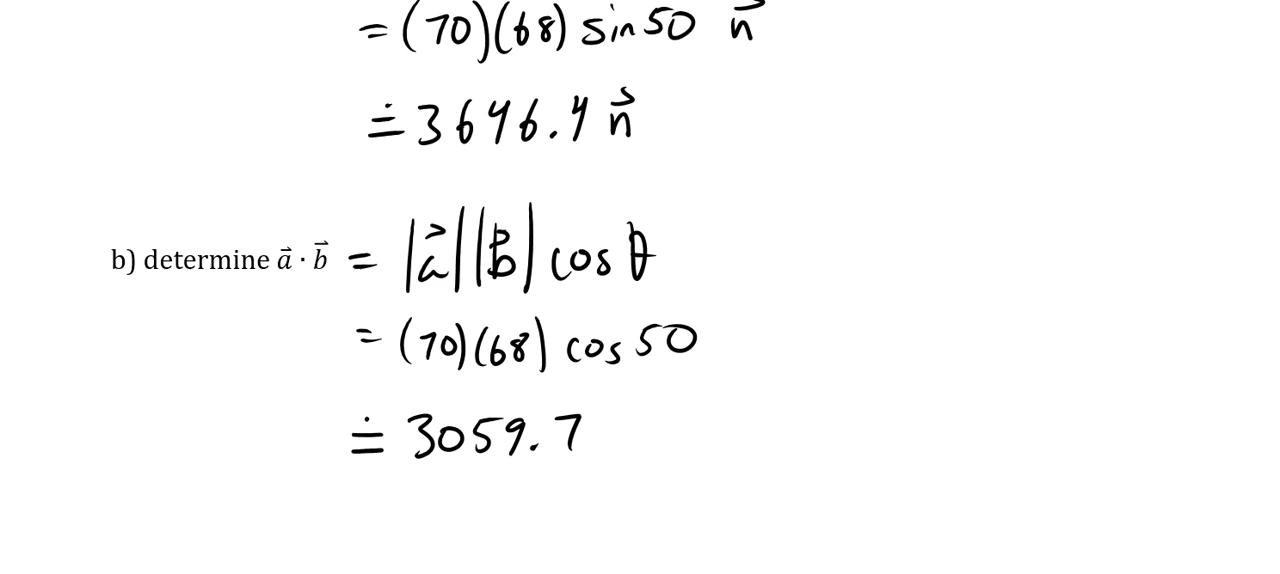 = (70)(68) sin 50 n⃗
≐ 3646.4 n⃗
b) determine a⃗ · b⃗ = |a⃗||b⃗| cos θ
= (70)(68) cos 50
≐ 3059.7